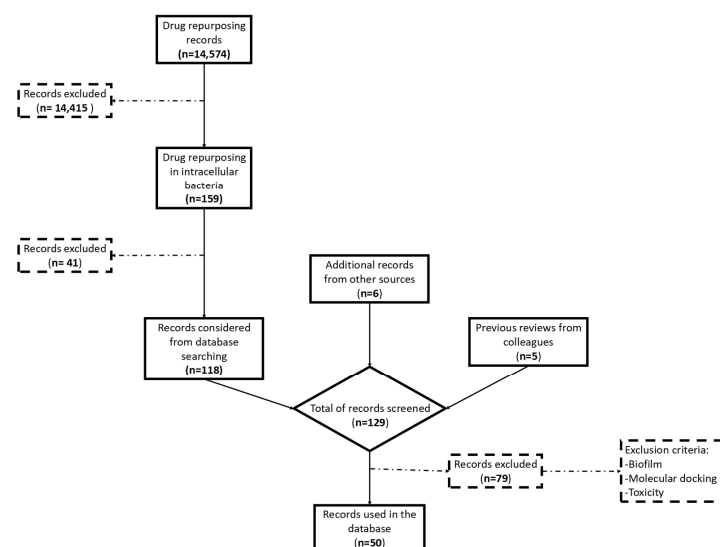 Drug repurposing
records
(n=14,574)
Records excluded
(n= 14,415 )
Drug repurposing
in intracellular
bacteria
(n=159)
Records excluded
(n= 41)
Additional records
from other sources
(n=6)
Records considered
from database
searching
(n=118)
Previous reviews from
colleagues
(n=5)
Total of records screened
(n=129)
Records excluded
(n=79)
Exclusion criteria:
-Biofilm
-Molecular docking
-Toxicity
Records used in the
database
(n=50)